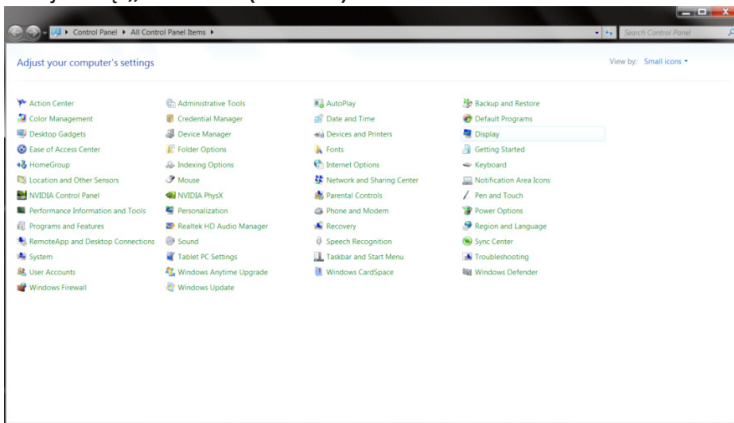 Control Panel ▸ All Control Panel Items ▸
Search Control Panel
Adjust your computer's settings
View by: Small icons
Action Center Administrative Tools AutoPlay Backup and Restore
Color Management Credential Manager Date and Time Default Programs
Desktop Gadgets Device Manager Devices and Printers Display
Ease of Access Center Folder Options Fonts Getting Started
HomeGroup Indexing Options Internet Options Keyboard
Location and Other Sensors Mouse Network and Sharing Center Notification Area Icons
NVIDIA Control Panel NVIDIA PhysX Parental Controls Pen and Touch
Performance Information and Tools Personalization Phone and Modem Power Options
Programs and Features Realtek HD Audio Manager Recovery Region and Language
RemoteApp and Desktop Connections Sound Speech Recognition Sync Center
System Tablet PC Settings Taskbar and Start Menu Troubleshooting
User Accounts Windows Anytime Upgrade Windows CardSpace Windows Defender
Windows Firewall Windows Update